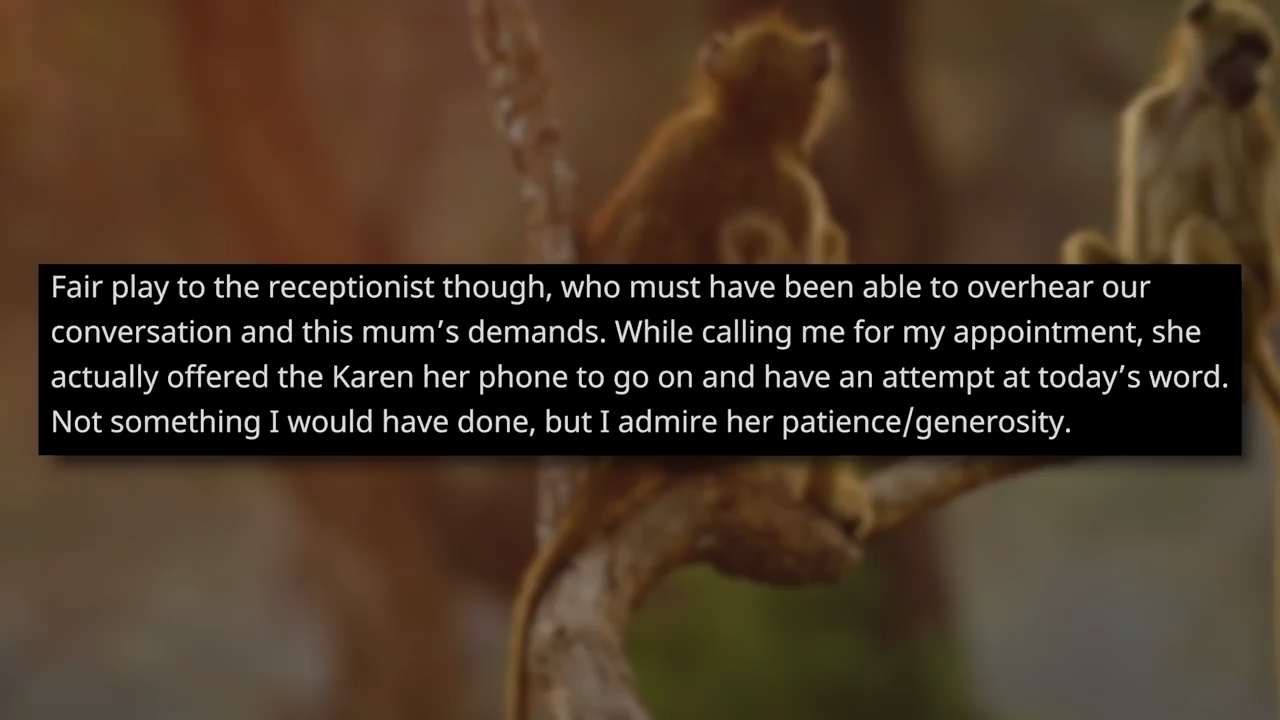 Fair play to the receptionist though, who must have been able to overhear our
conversation and this mum’s demands. While calling me for my appointment, she
actually offered the Karen her phone to go on and have an attempt at today’s word.
Not something I would have done, but I admire her patience/generosity.